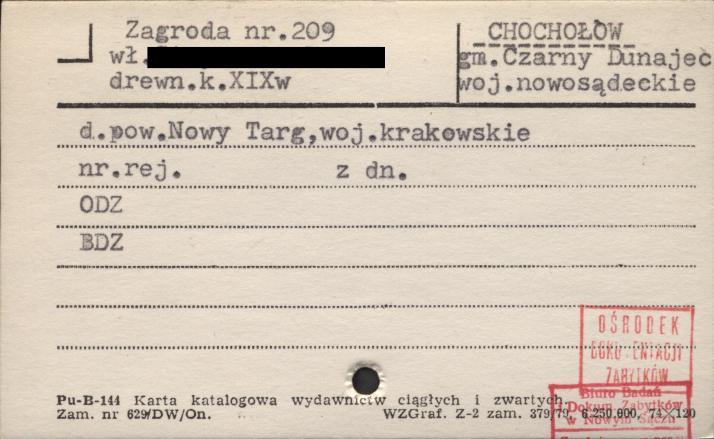 Zagroda nr.209
wł.
drewn.k.XIXw
CHOCHOŁÓW
gm.Czarny Dunajec
woj.nowosądeckie
d.pow.Nowy Targ,woj.krakowskie
nr.rej. z dn.
ODZ
BDZ
OŚRODEK
DOKUMENTACJI
ZABYTKÓW
Biuro Badań
i Dokum. Zabytków
w Nowym Sączu
Pu-B-144 Karta katalogowa wydawnictw ciągłych i zwartych
Zam. nr 629/DW/On. WZGraf. Z-2 zam. 379/79, 6.250.000, 74×120